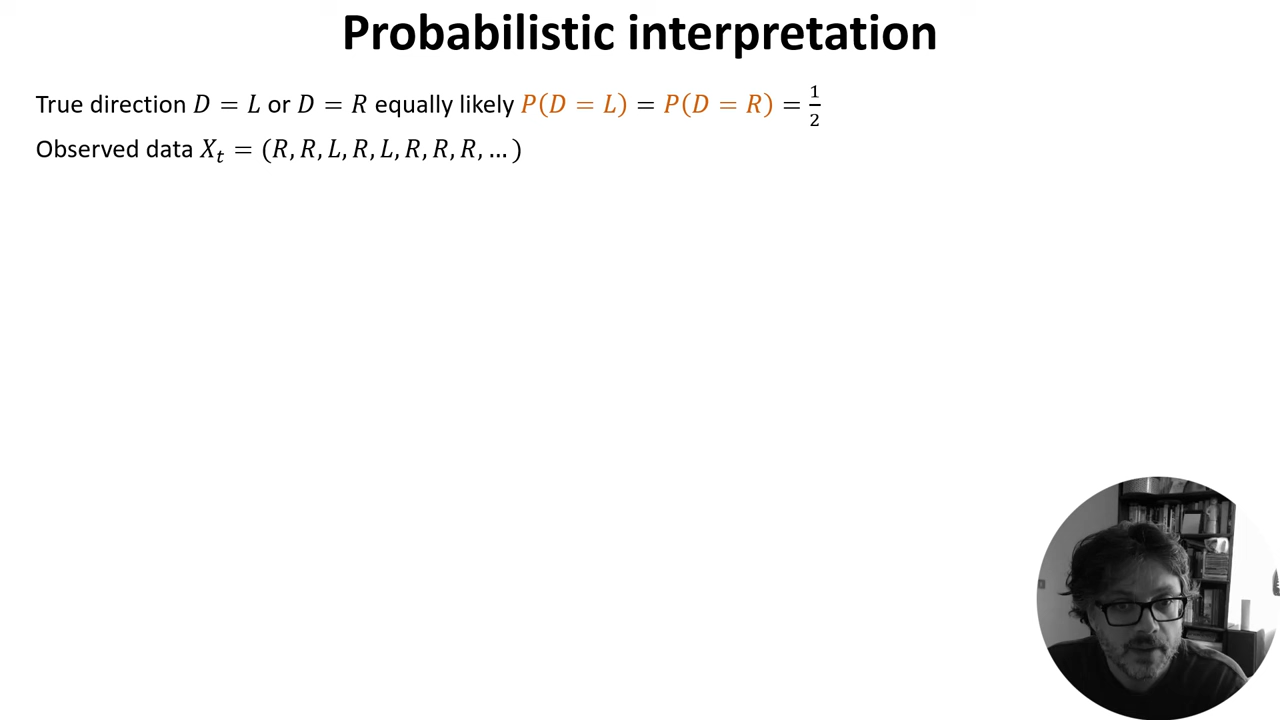 Probabilistic interpretation
True direction D = L or D = R equally likely P(D = L) = P(D = R) = 1/2
Observed data X_t = (R, R, L, R, L, R, R, R, … )